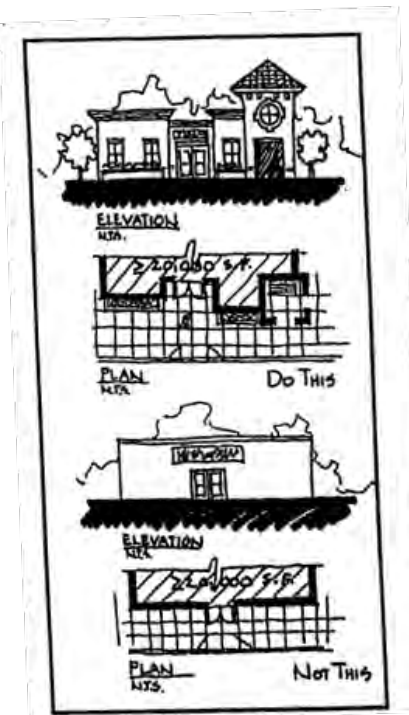 ELEVATION
N.T.S.
≥ 20,000 S.F.
PLAN
N.T.S.
DO THIS
ELEVATION
N.T.S.
≥ 20,000 S.F.
PLAN
N.T.S.
NOT THIS